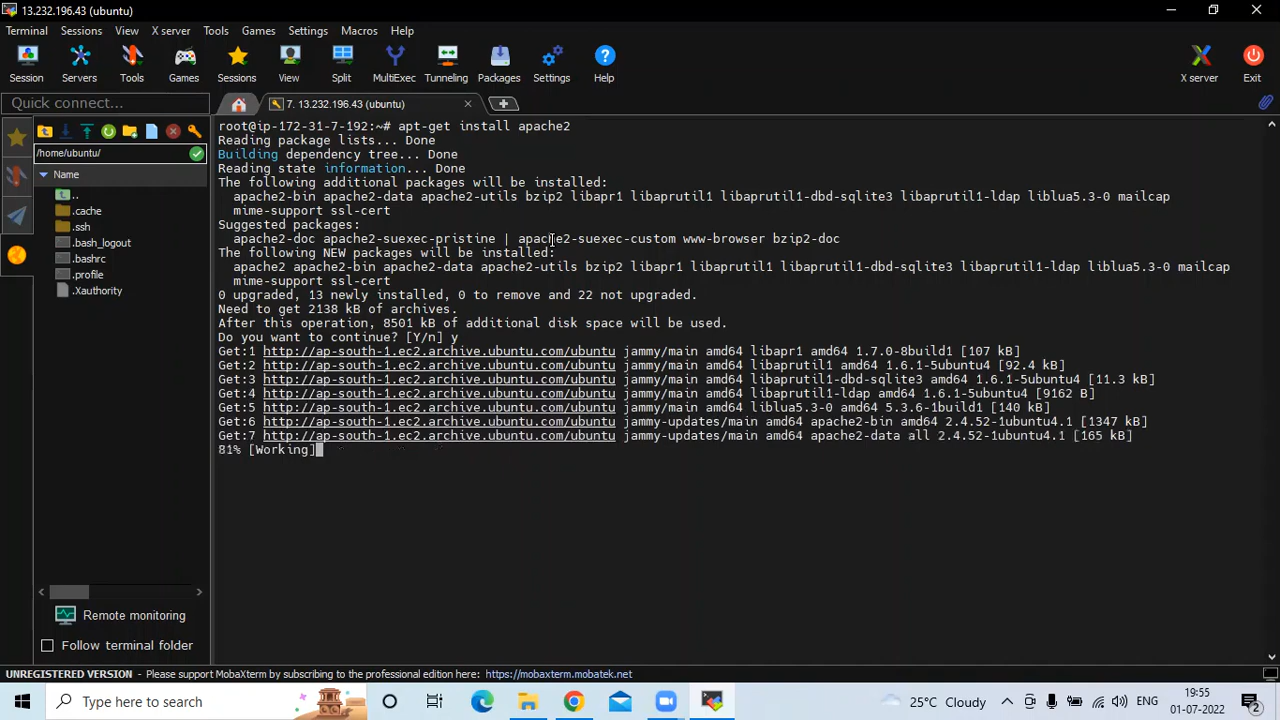 13.232.196.43 (ubuntu)
Terminal Sessions View X server Tools Games Settings Macros Help
Session Servers Tools Games Sessions View Split MultiExec Tunneling Packages Settings Help X server Exit
Quick connect...
7. 13.232.196.43 (ubuntu)
/home/ubuntu/
Name
..
.cache
.ssh
.bash_logout
.bashrc
.profile
.Xauthority
Remote monitoring
Follow terminal folder
root@ip-172-31-7-192:~# apt-get install apache2
Reading package lists... Done
Building dependency tree... Done
Reading state information... Done
The following additional packages will be installed:
apache2-bin apache2-data apache2-utils bzip2 libapr1 libaprutil1 libaprutil1-dbd-sqlite3 libaprutil1-ldap liblua5.3-0 mailcap
mime-support ssl-cert
Suggested packages:
apache2-doc apache2-suexec-pristine | apache2-suexec-custom www-browser bzip2-doc
The following NEW packages will be installed:
apache2 apache2-bin apache2-data apache2-utils bzip2 libapr1 libaprutil1 libaprutil1-dbd-sqlite3 libaprutil1-ldap liblua5.3-0 mailcap
mime-support ssl-cert
0 upgraded, 13 newly installed, 0 to remove and 22 not upgraded.
Need to get 2138 kB of archives.
After this operation, 8501 kB of additional disk space will be used.
Do you want to continue? [Y/n] y
Get:1 http://ap-south-1.ec2.archive.ubuntu.com/ubuntu jammy/main amd64 libapr1 amd64 1.7.0-8build1 [107 kB]
Get:2 http://ap-south-1.ec2.archive.ubuntu.com/ubuntu jammy/main amd64 libaprutil1 amd64 1.6.1-5ubuntu4 [92.4 kB]
Get:3 http://ap-south-1.ec2.archive.ubuntu.com/ubuntu jammy/main amd64 libaprutil1-dbd-sqlite3 amd64 1.6.1-5ubuntu4 [11.3 kB]
Get:4 http://ap-south-1.ec2.archive.ubuntu.com/ubuntu jammy/main amd64 libaprutil1-ldap amd64 1.6.1-5ubuntu4 [9162 B]
Get:5 http://ap-south-1.ec2.archive.ubuntu.com/ubuntu jammy/main amd64 liblua5.3-0 amd64 5.3.6-1build1 [140 kB]
Get:6 http://ap-south-1.ec2.archive.ubuntu.com/ubuntu jammy-updates/main amd64 apache2-bin amd64 2.4.52-1ubuntu4.1 [1347 kB]
Get:7 http://ap-south-1.ec2.archive.ubuntu.com/ubuntu jammy-updates/main amd64 apache2-data all 2.4.52-1ubuntu4.1 [165 kB]
81% [Working]
UNREGISTERED VERSION - Please support MobaXterm by subscribing to the professional edition here: https://mobaxterm.mobatek.net
Type here to search
25°C Cloudy
ENG
19:55
01-07-2022
2